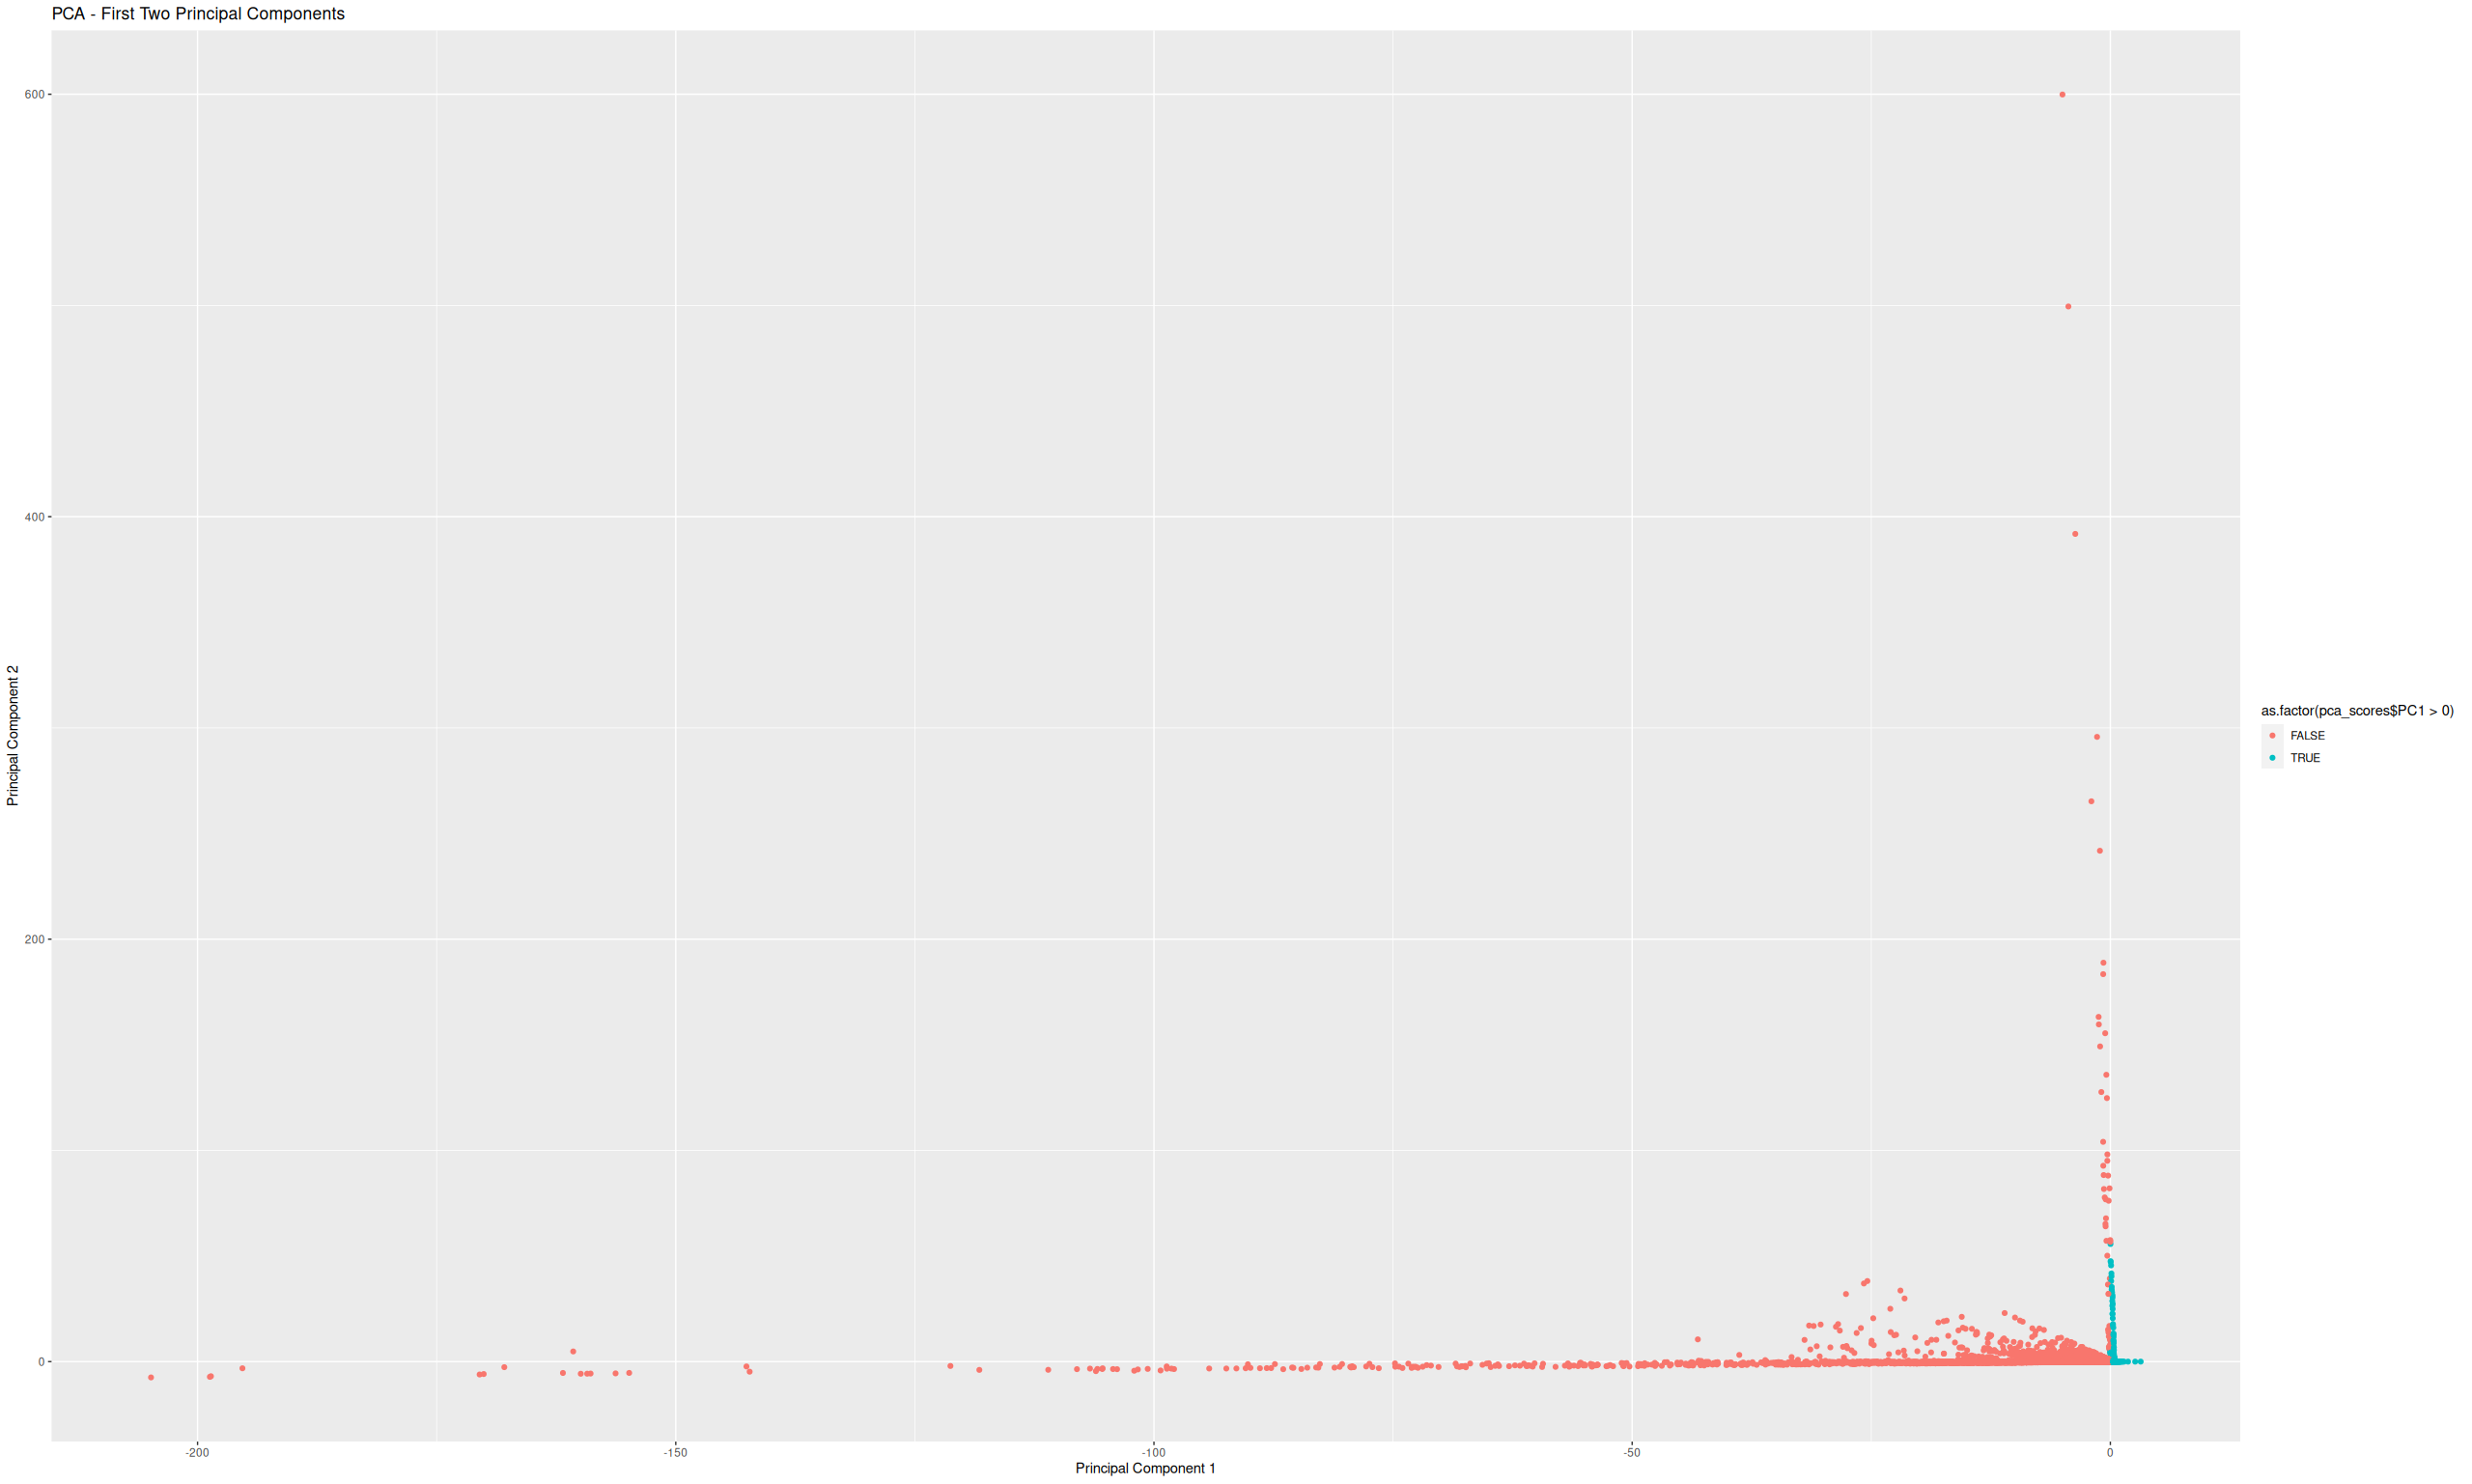 PCA - First Two Principal Components
600
400
200
0
Principal Component 2
-200
-150
-100
-50
0
Principal Component 1
as.factor(pca_scores$PC1 > 0)
FALSE
TRUE